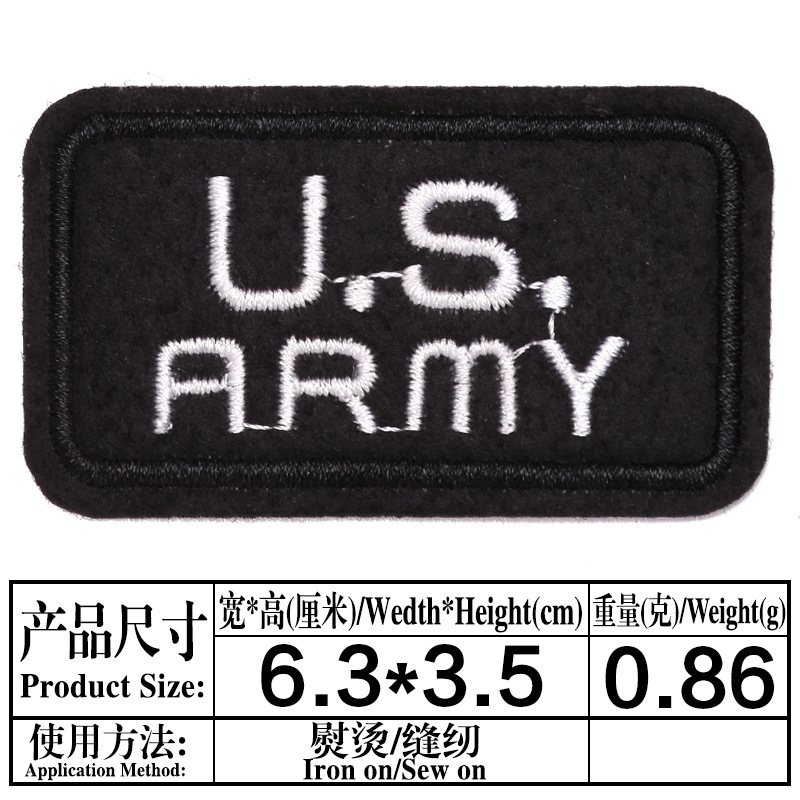 U.S.
ARMY
产品尺寸
Product Size:
宽*高(厘米)/Wedth*Height(cm)
重量(克)/Weight(g)
6.3*3.5
0.86
使用方法:
Application Method:
熨烫/缝纫
Iron on/Sew on